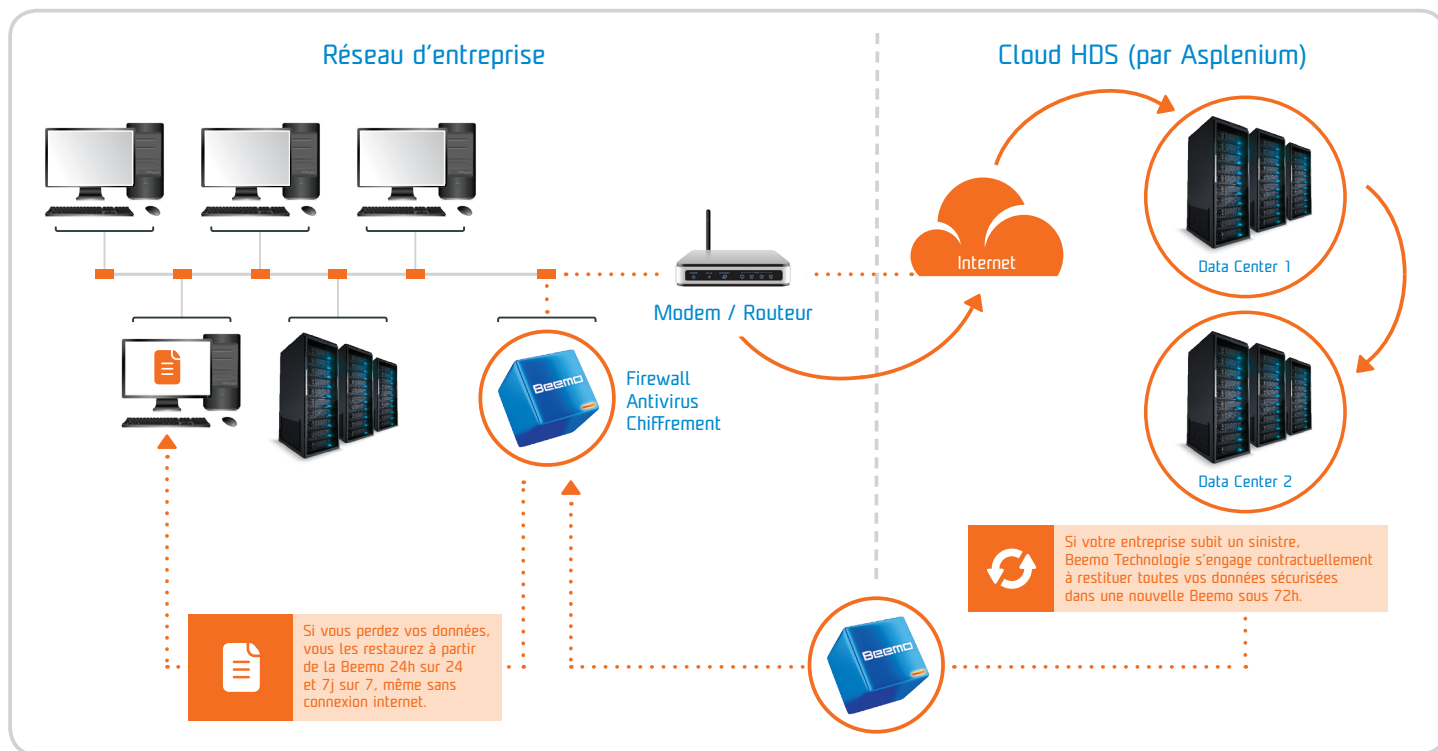 Réseau d'entreprise
Cloud HDS (par Asplenium)
Internet
Data Center 1
Modem / Routeur
Beemo
Firewall
Antivirus
Chiffrement
Data Center 2
Si votre entreprise subit un sinistre,
Beemo Technologie s'engage contractuellement
à restituer toutes vos données sécurisées
dans une nouvelle Beemo sous 72h.
Si vous perdez vos données,
vous les restaurez à partir
de la Beemo 24h sur 24
et 7j sur 7, même sans
connexion internet.
Beemo